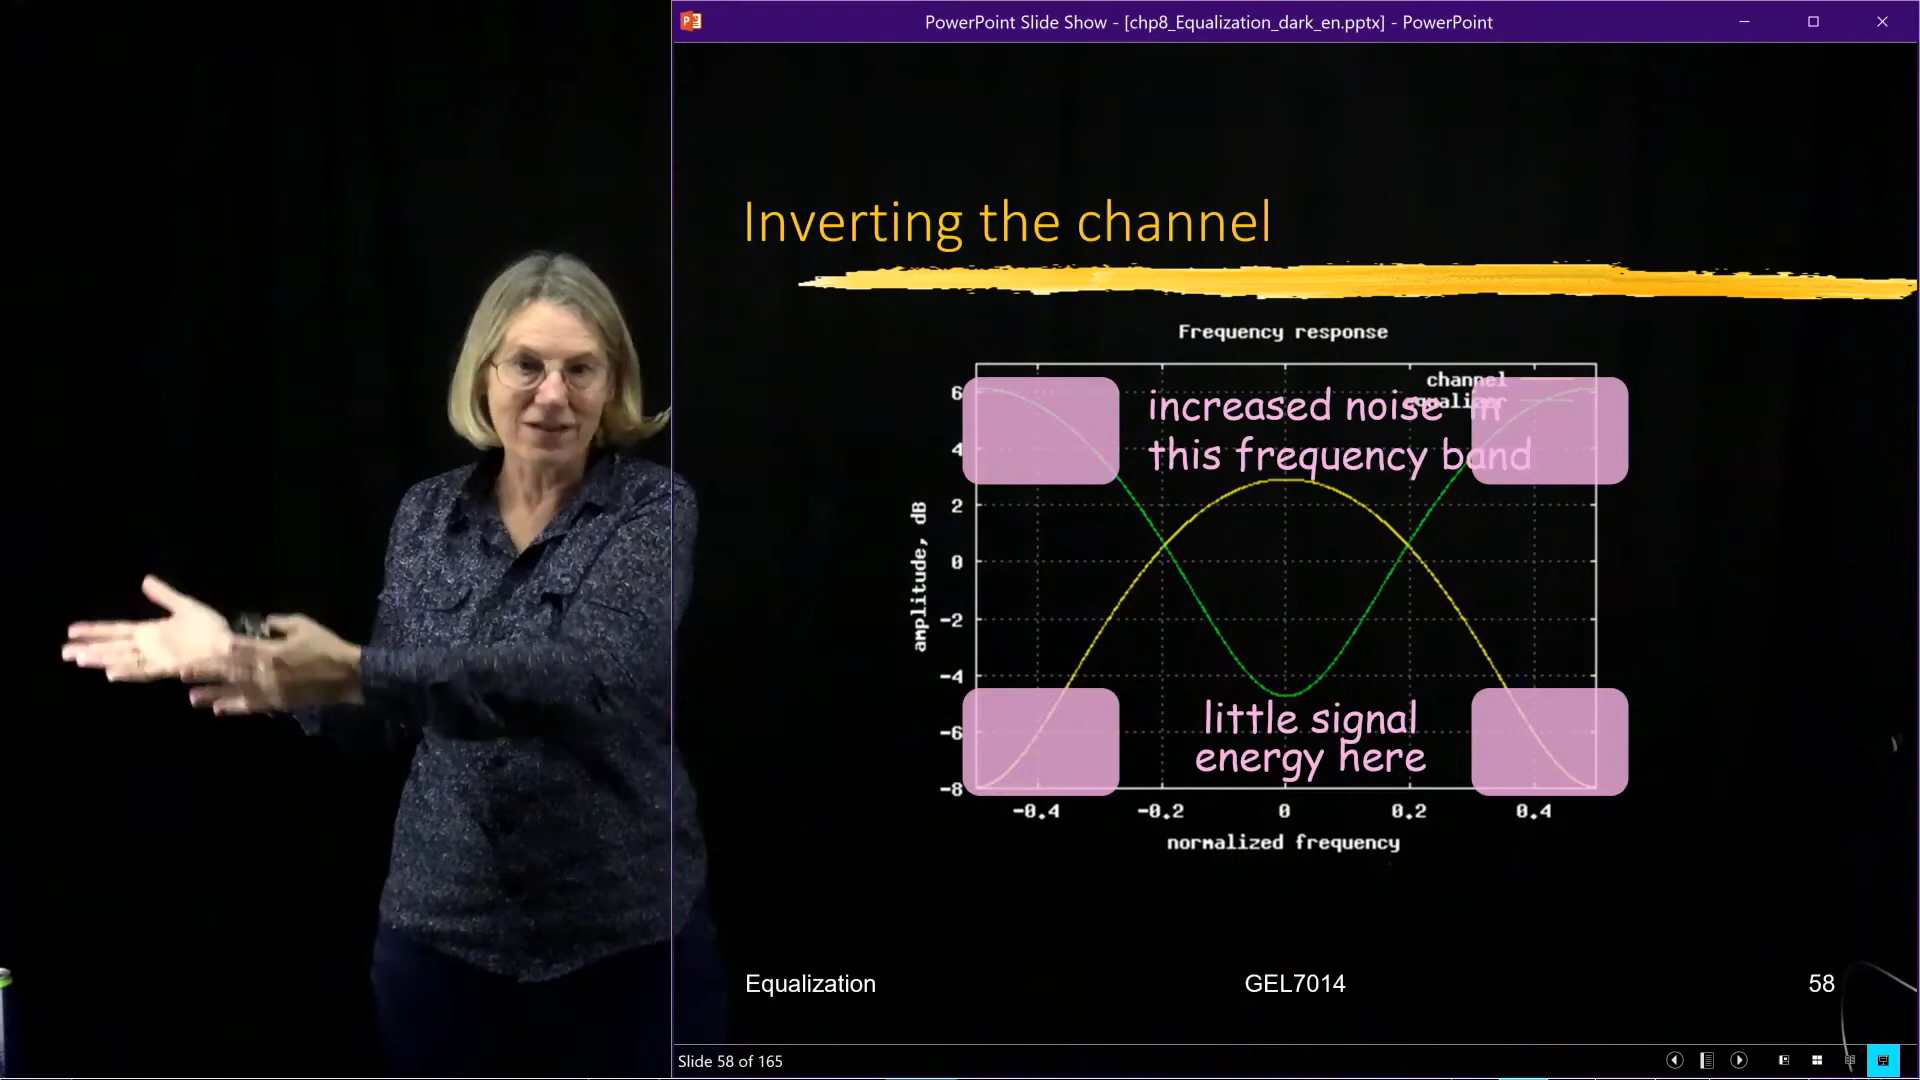 PowerPoint Slide Show - [chp8_Equalization_dark_en.pptx] - PowerPoint
Inverting the channel
Frequency response
channel
equalizer
increased noise in
this frequency band
little signal
energy here
amplitude, dB
6
4
2
0
-2
-4
-6
-8
-0.4
-0.2
0
0.2
0.4
normalized frequency
Equalization
GEL7014
58
Slide 58 of 165